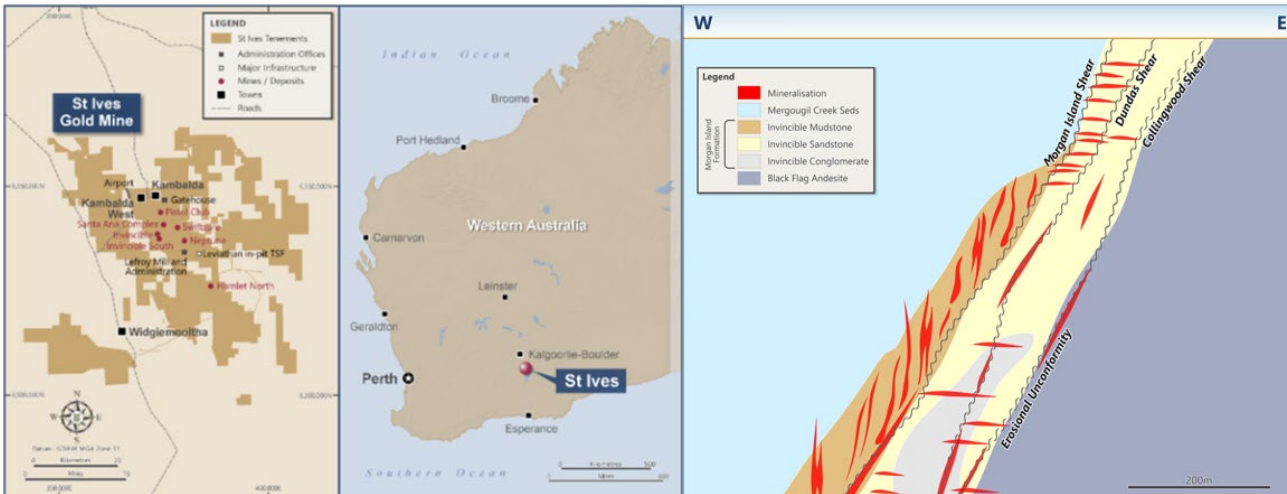 LEGEND
St Ives Tenements
Administration Offices
Major Infrastructure
Mines / Deposits
Towns
Roads
St Ives
Gold Mine
Airport
Kambalda
Kambalda
West
Gatehouse
Pistol Club
Santa Ana Complex
Invincible
Neptune
Invincible South
Leviathan in-pit TSF
Lefroy Mill and
Administration
Hamlet North
Widgiemooltha
N
W
E
S
Kilometres
Miles
Indian Ocean
Broome
Port Hedland
Western Australia
Carnarvon
Leinster
Geraldton
Kalgoorlie-Boulder
Perth
St Ives
Esperance
Southern Ocean
W
E
Legend
Mineralisation
Mergougil Creek Seds
Invincible Mudstone
Invincible Sandstone
Invincible Conglomerate
Black Flag Andesite
Morgan Island
Formation
Morgan Island Shear
Dundas Shear
Collingwood Shear
Erosional Unconformity
200m